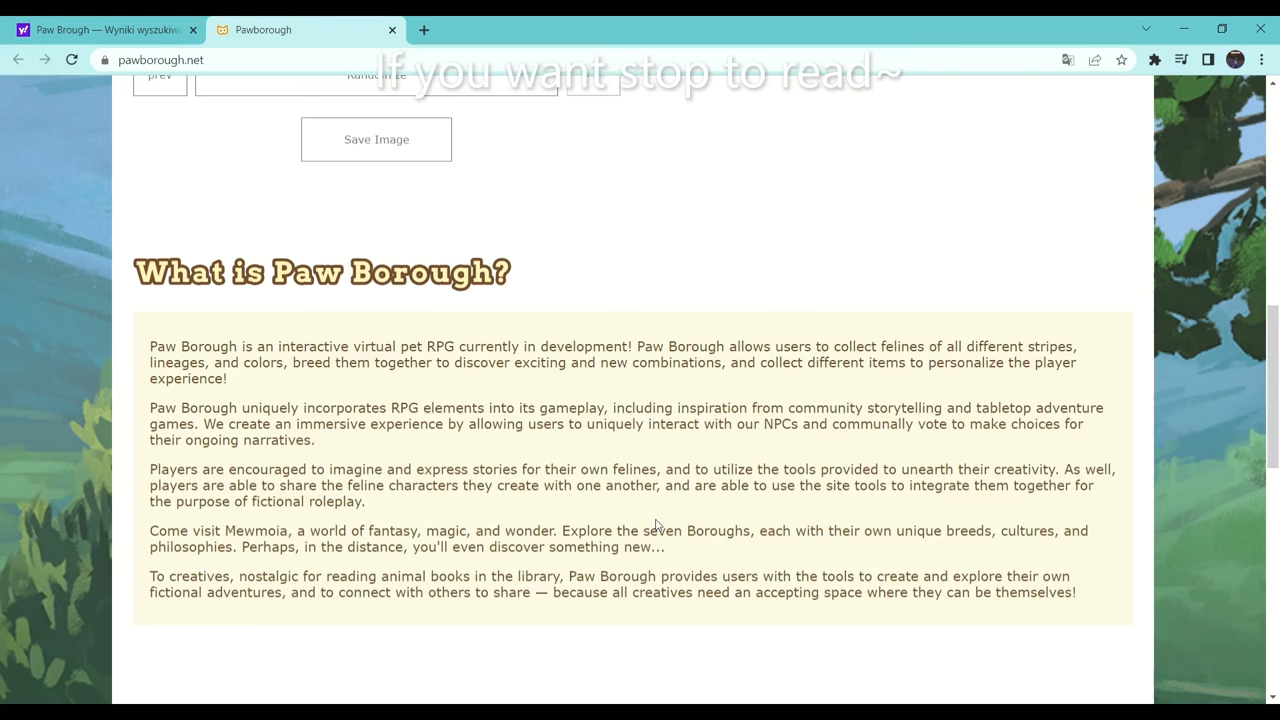 Paw Brough — Wyniki wyszukiw
Pawborough
pawborough.net
If you want stop to read~
prev
Randomize
Save Image
What is Paw Borough?
Paw Borough is an interactive virtual pet RPG currently in development! Paw Borough allows users to collect felines of all different stripes,
lineages, and colors, breed them together to discover exciting and new combinations, and collect different items to personalize the player
experience!
Paw Borough uniquely incorporates RPG elements into its gameplay, including inspiration from community storytelling and tabletop adventure
games. We create an immersive experience by allowing users to uniquely interact with our NPCs and communally vote to make choices for
their ongoing narratives.
Players are encouraged to imagine and express stories for their own felines, and to utilize the tools provided to unearth their creativity. As well,
players are able to share the feline characters they create with one another, and are able to use the site tools to integrate them together for
the purpose of fictional roleplay.
Come visit Mewmoia, a world of fantasy, magic, and wonder. Explore the seven Boroughs, each with their own unique breeds, cultures, and
philosophies. Perhaps, in the distance, you'll even discover something new...
To creatives, nostalgic for reading animal books in the library, Paw Borough provides users with the tools to create and explore their own
fictional adventures, and to connect with others to share — because all creatives need an accepting space where they can be themselves!